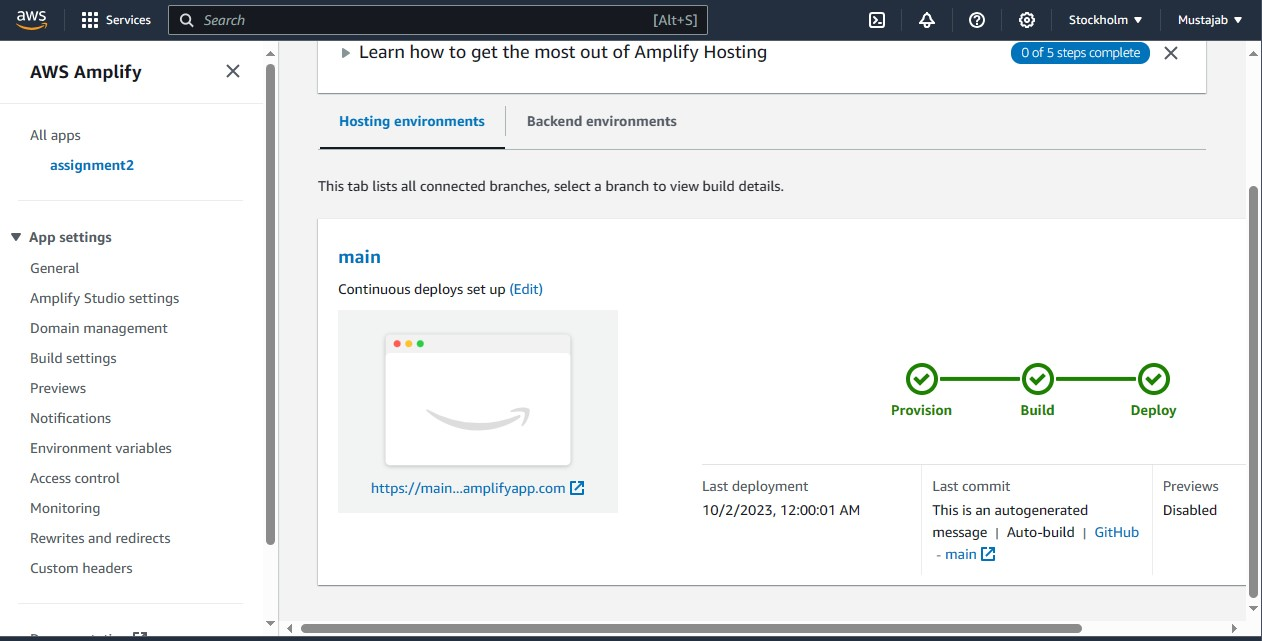 aws Services Search [Alt+S] Stockholm Mustajab
AWS Amplify
All apps
assignment2
App settings
General
Amplify Studio settings
Domain management
Build settings
Previews
Notifications
Environment variables
Access control
Monitoring
Rewrites and redirects
Custom headers
Learn how to get the most out of Amplify Hosting
0 of 5 steps complete
Hosting environments
Backend environments
This tab lists all connected branches, select a branch to view build details.
main
Continuous deploys set up (Edit)
https://main...amplifyapp.com
Provision
Build
Deploy
Last deployment
10/2/2023, 12:00:01 AM
Last commit
This is an autogenerated
message | Auto-build | GitHub
- main
Previews
Disabled